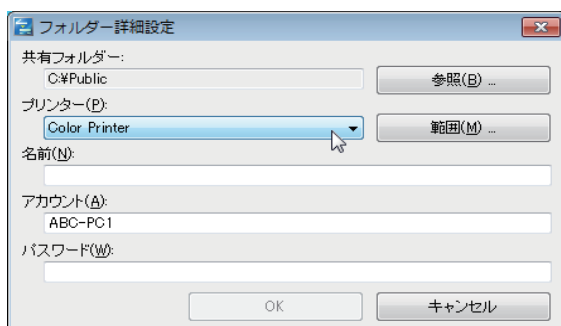 フォルダー詳細設定
共有フォルダー:
C:¥Public
参照(B) ...
プリンター(P):
Color Printer
範囲(M) ...
名前(N):
アカウント(A):
ABC-PC1
パスワード(W):
OK
キャンセル